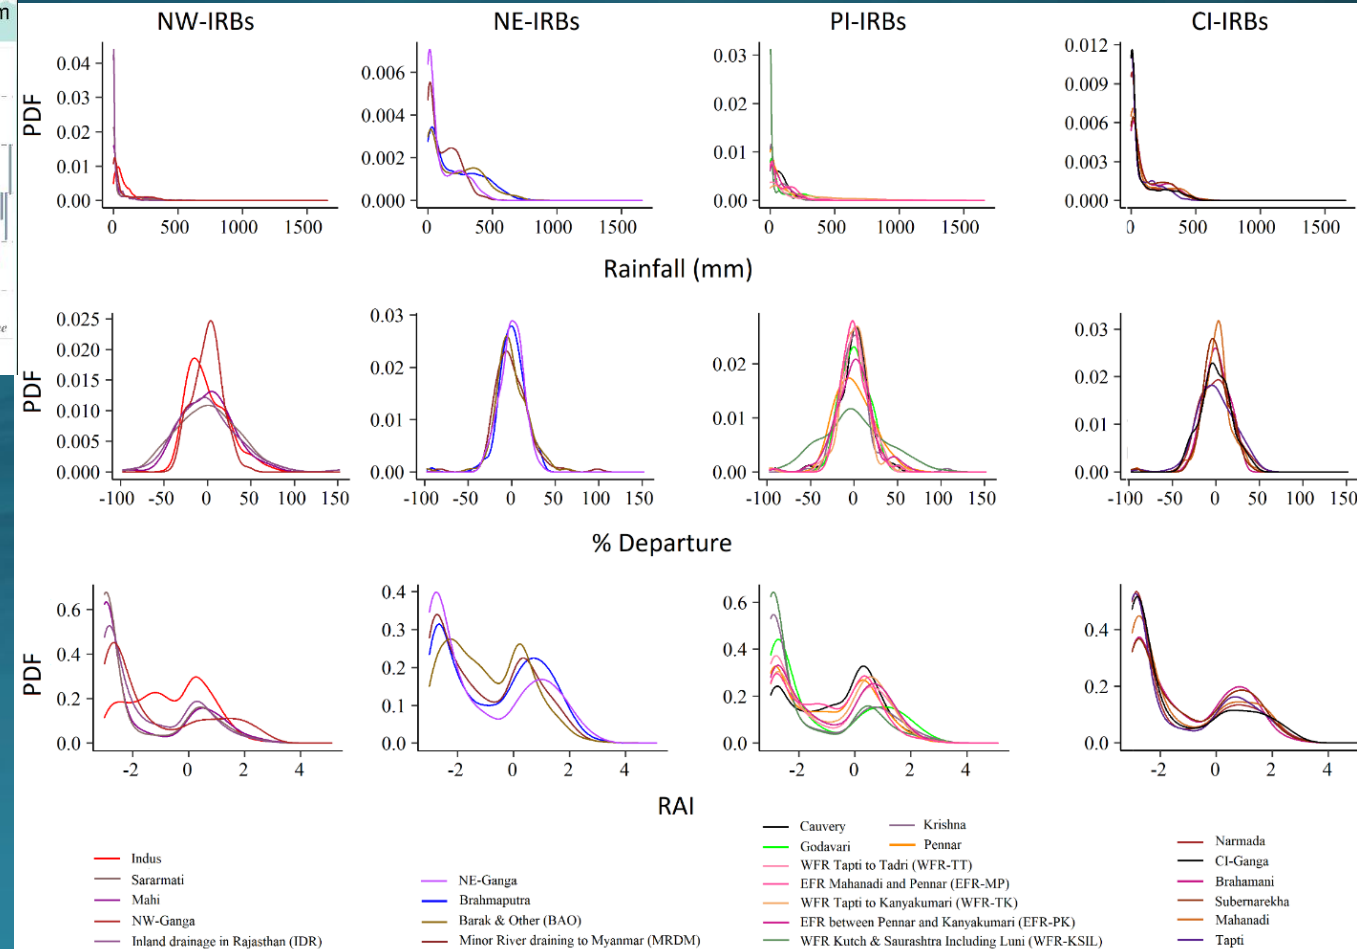 m
NW-IRBs
NE-IRBs
PI-IRBs
CI-IRBs
PDF
0.04
0.03
0.02
0.01
0.00
0 500 1000 1500
0.006
0.004
0.002
0.000
0 500 1000 1500
0.03
0.02
0.01
0.00
0 500 1000 1500
0.012
0.009
0.006
0.003
0.000
0 500 1000 1500
Rainfall (mm)
e
PDF
0.025
0.020
0.015
0.010
0.005
0.000
-100 -50 0 50 100 150
0.03
0.02
0.01
0.00
-100 -50 0 50 100 150
0.02
0.01
0.00
-100 -50 0 50 100 150
0.03
0.02
0.01
0.00
-100 -50 0 50 100 150
% Departure
PDF
0.6
0.4
0.2
0.0
-2 0 2 4
0.4
0.3
0.2
0.1
0.0
-2 0 2 4
0.6
0.4
0.2
0.0
-2 0 2 4
0.4
0.2
0.0
-2 0 2 4
RAI
Indus
Sararmati
Mahi
NW-Ganga
Inland drainage in Rajasthan (IDR)
NE-Ganga
Brahmaputra
Barak & Other (BAO)
Minor River draining to Myanmar (MRDM)
Cauvery Krishna
Godavari Pennar
WFR Tapti to Tadri (WFR-TT)
EFR Mahanadi and Pennar (EFR-MP)
WFR Tapti to Kanyakumari (WFR-TK)
EFR between Pennar and Kanyakumari (EFR-PK)
WFR Kutch & Saurashtra Including Luni (WFR-KSIL)
Narmada
CI-Ganga
Brahamani
Subernarekha
Mahanadi
Tapti